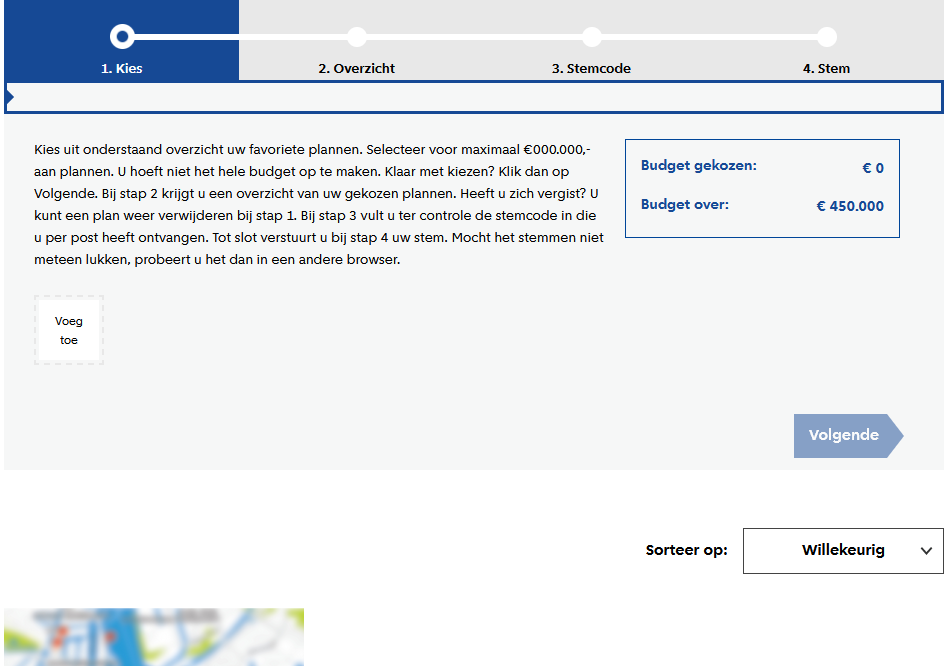 1. Kies
2. Overzicht
3. Stemcode
4. Stem
Kies uit onderstaand overzicht uw favoriete plannen. Selecteer voor maximaal €000.000,-
aan plannen. U hoeft niet het hele budget op te maken. Klaar met kiezen? Klik dan op
Volgende. Bij stap 2 krijgt u een overzicht van uw gekozen plannen. Heeft u zich vergist? U
kunt een plan weer verwijderen bij stap 1. Bij stap 3 vult u ter controle de stemcode in die
u per post heeft ontvangen. Tot slot verstuurt u bij stap 4 uw stem. Mocht het stemmen niet
meteen lukken, probeert u het dan in een andere browser.
Budget gekozen: € 0
Budget over: € 450.000
Voeg
toe
Volgende
Sorteer op: Willekeurig